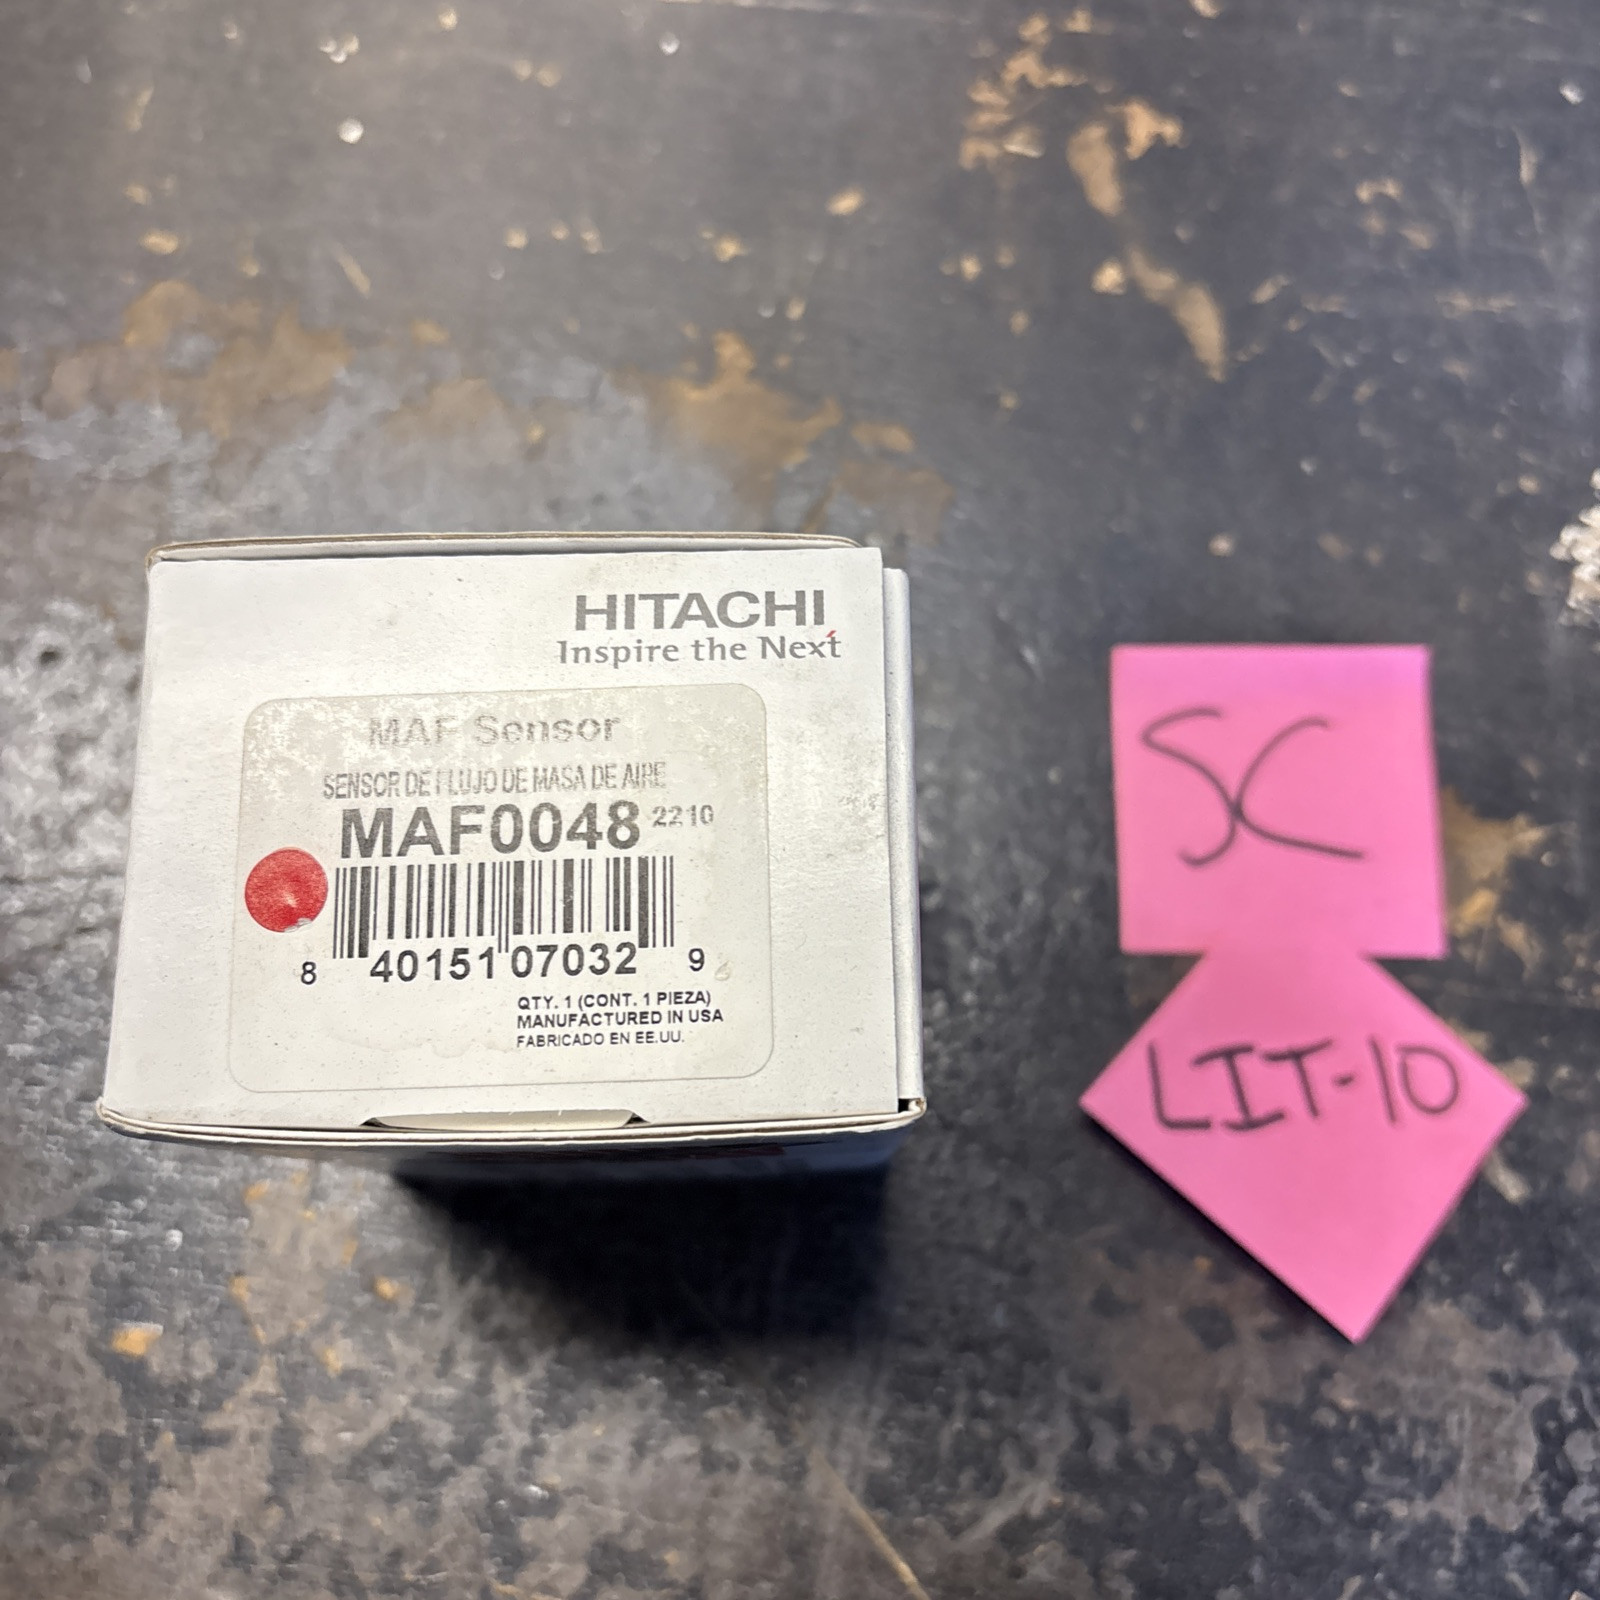 HITACHI
Inspire the Next
MAF Sensor
SENSOR DE FLUJO DE MASA DE AIRE
MAF0048 2210
8 40151 07032 9
QTY. 1 (CONT. 1 PIEZA)
MANUFACTURED IN USA
FABRICADO EN EE.UU.
SC
LIT-10